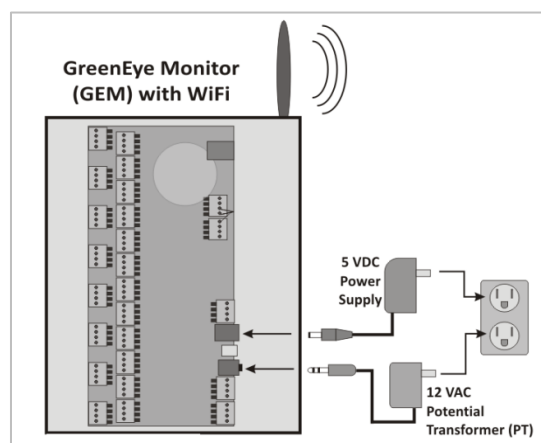 GreenEye Monitor
(GEM) with WiFi
5 VDC
Power
Supply
12 VAC
Potential
Transformer (PT)